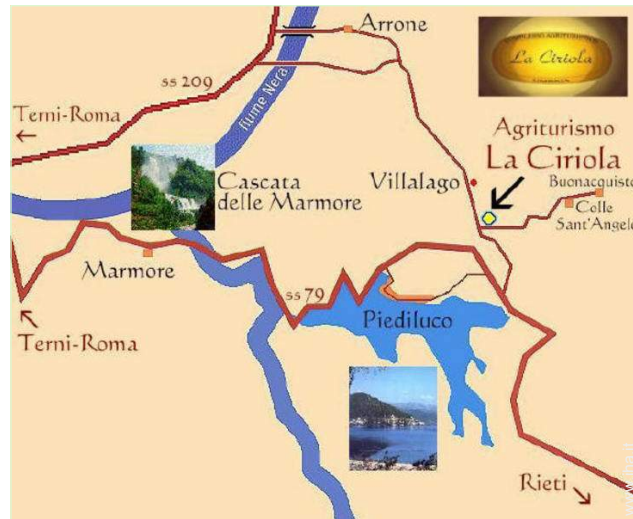 Arrone
La Ciriola
ss 209
fiume Nera
Terni-Roma
Agriturismo
La Ciriola
Cascata
delle Marmore
Villalago
Buonacquisto
Colle
Sant'Angelo
Marmore
ss 79
Piediluco
Terni-Roma
Rieti